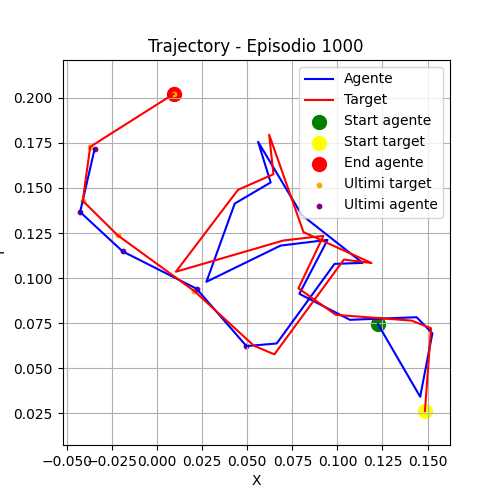 Trajectory - Episodio 1000
Agente
Target
Start agente
Start target
End agente
Ultimi target
Ultimi agente
0.200
0.175
0.150
0.125
0.100
0.075
0.050
0.025
−0.050 −0.025 0.000 0.025 0.050 0.075 0.100 0.125 0.150
X